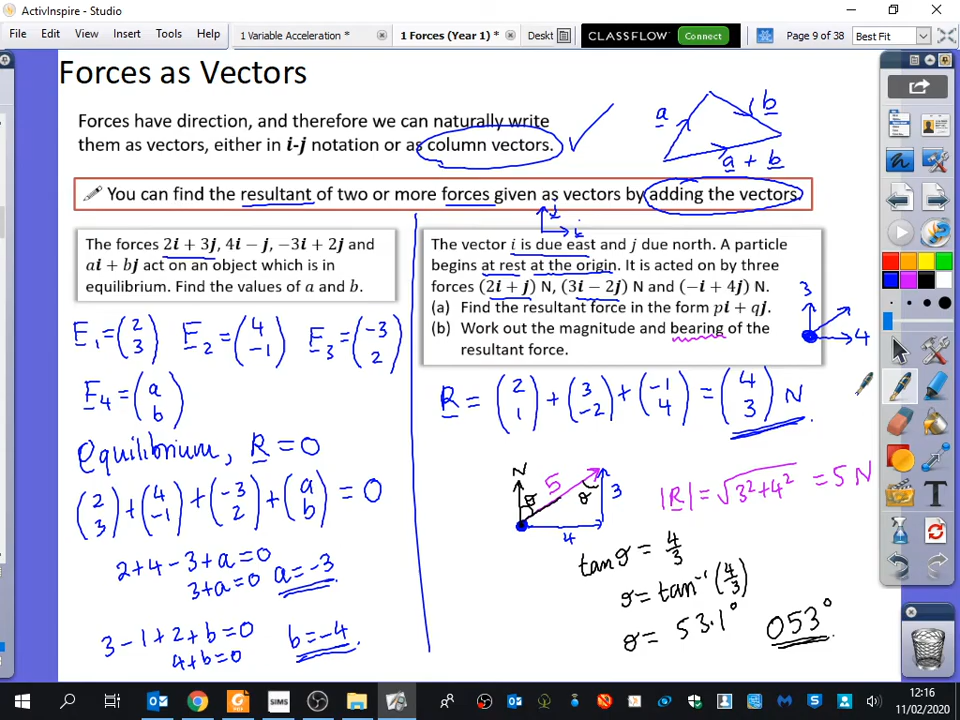 ActivInspire - Studio
File Edit View Insert Tools Help
1 Variable Acceleration *
1 Forces (Year 1) *
Deskt
CLASSFLOW Connect
Page 9 of 38
Best Fit
Forces as Vectors
Forces have direction, and therefore we can naturally write
them as vectors, either in i-j notation or as column vectors.
a b
a + b
You can find the resultant of two or more forces given as vectors by adding the vectors.
j
i
The forces 2i + 3j, 4i − j, −3i + 2j and
ai + bj act on an object which is in
equilibrium. Find the values of a and b.
F1 = (2 3) F2 = (4 -1) F3 = (-3 2)
F4 = (a b)
equilibrium, R = 0
(2 3) + (4 -1) + (-3 2) + (a b) = 0
2+4-3+a=0
3+a=0 a=-3
3-1+2+b=0 b=-4
4+b=0
The vector i is due east and j due north. A particle
begins at rest at the origin. It is acted on by three
forces (2i + j) N, (3i − 2j) N and (−i + 4j) N.
(a) Find the resultant force in the form pi + qj.
(b) Work out the magnitude and bearing of the
resultant force.
3
4
R = (2 1) + (3 -2) + (-1 4) = (4 3) N
N
θ 5 θ 3
4
|R| = √3²+4² = 5 N
tan θ = 4/3
θ = tan⁻¹ (4/3)
θ = 53.1° 053°
SIMS
12:16
11/02/2020